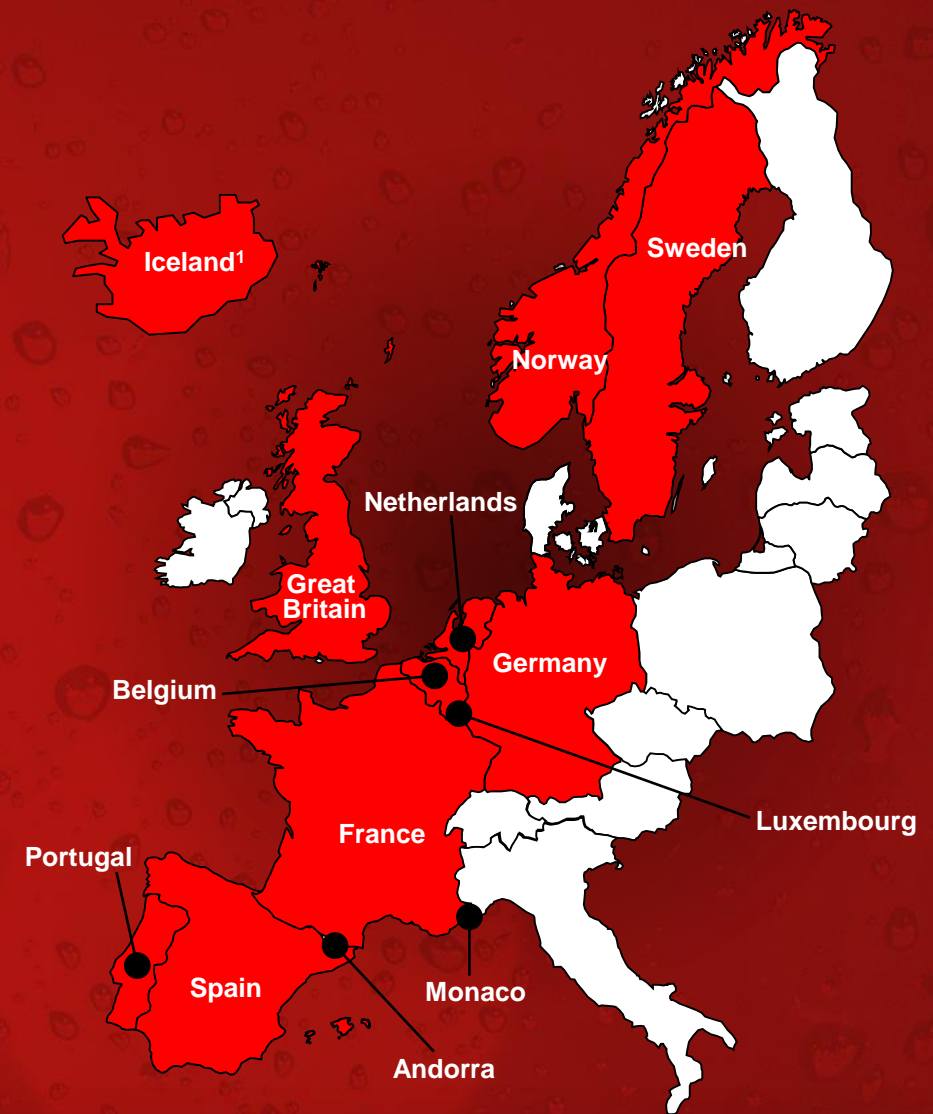 Iceland¹
Sweden
Norway
Netherlands
Great
Britain
Germany
Belgium
Luxembourg
France
Portugal
Spain
Monaco
Andorra